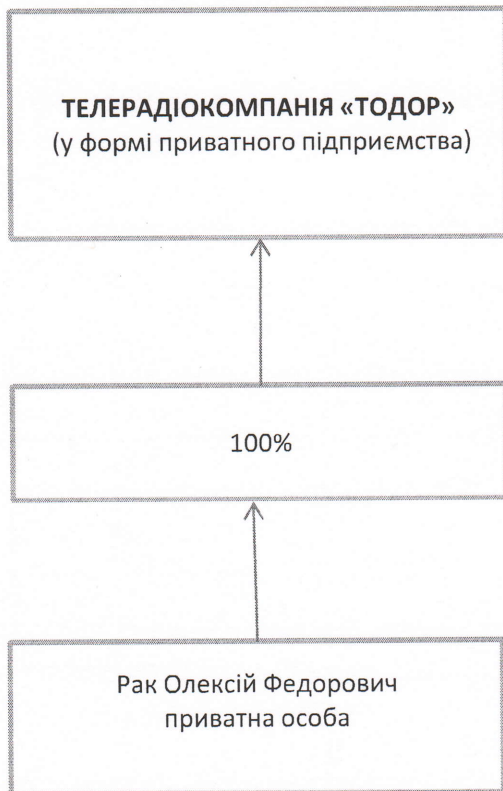 ТЕЛЕРАДІОКОМПАНІЯ «ТОДОР»
(у формі приватного підприємства)
100%
Рак Олексій Федорович
приватна особа